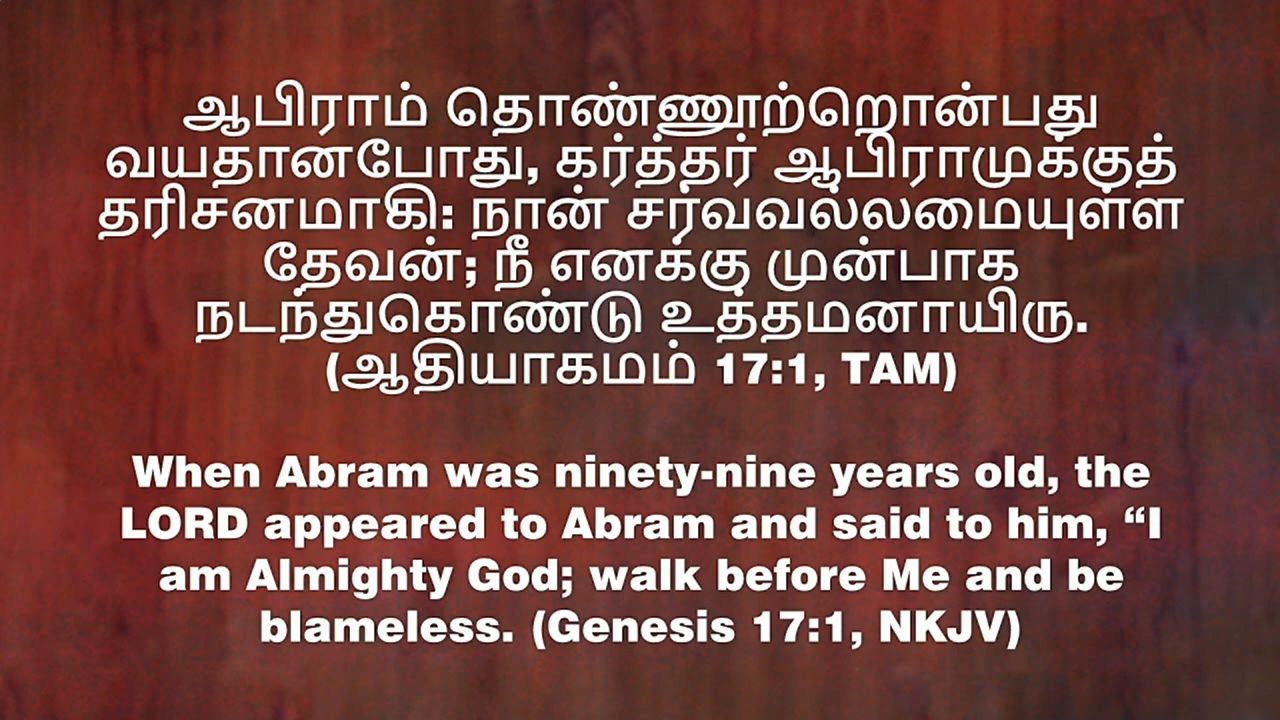 ஆபிராம் தொண்ணூற்றொன்பது
வயதானபோது, கர்த்தர் ஆபிராமுக்குத்
தரிசனமாகி: நான் சர்வவல்லமையுள்ள
தேவன்; நீ எனக்கு முன்பாக
நடந்துகொண்டு உத்தமனாயிரு.
(ஆதியாகமம் 17:1, TAM)
When Abram was ninety-nine years old, the
LORD appeared to Abram and said to him, “I
am Almighty God; walk before Me and be
blameless. (Genesis 17:1, NKJV)